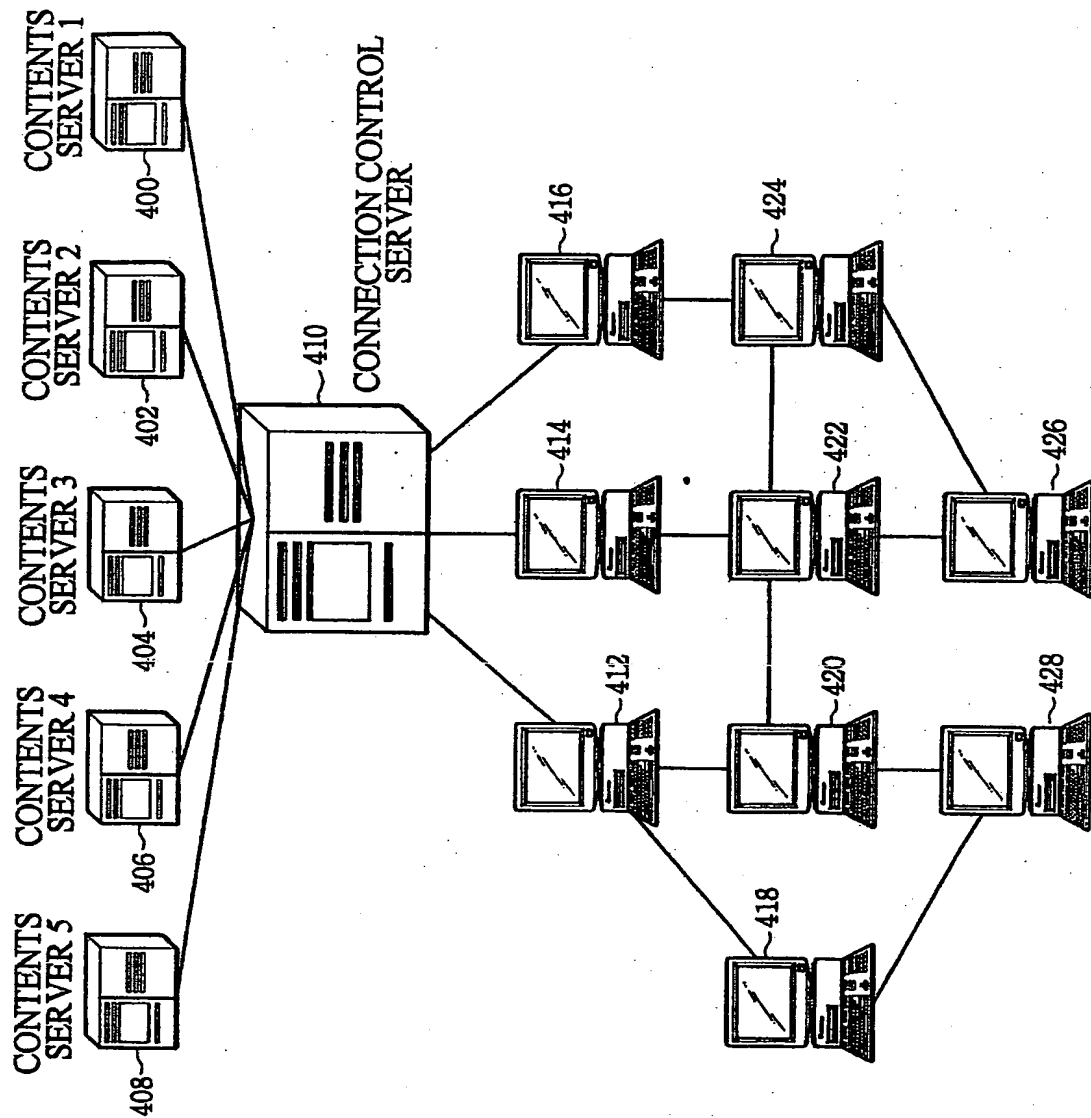 CONTENTS
SERVER 5
408
CONTENTS
SERVER 4
406
CONTENTS
SERVER 3
404
CONTENTS
SERVER 2
402
CONTENTS
SERVER 1
400
410
CONNECTION CONTROL
SERVER
412
414
416
418
420
422
424
428
426